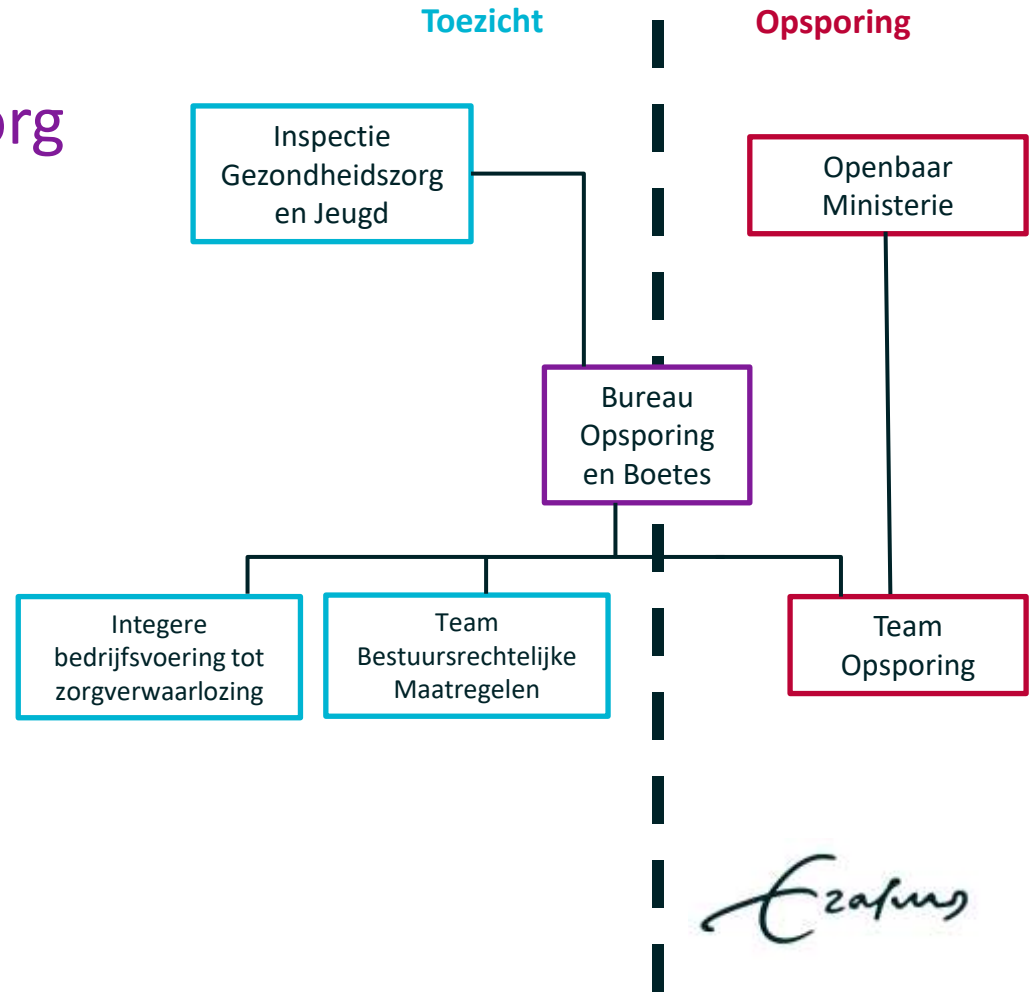 Toezicht
Opsporing
org
Inspectie
Gezondheidszorg
en Jeugd
Openbaar
Ministerie
Bureau
Opsporing
en Boetes
Integere
bedrijfsvoering tot
zorgverwaarlozing
Team
Bestuursrechtelijke
Maatregelen
Team
Opsporing
Erasmus